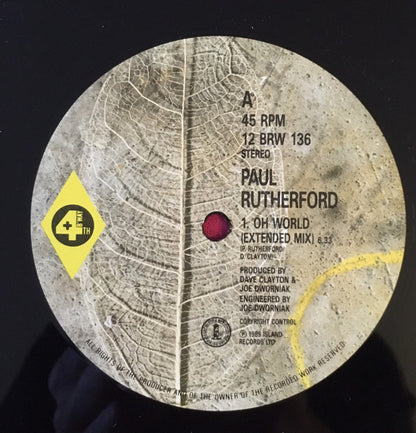 A
45 RPM
12 BRW 136
STEREO
PAUL
RUTHERFORD
1. OH WORLD
(EXTENDED MIX) 6.33
(P. RUTHERFORD
D. CLAYTON)
PRODUCED BY
DAVE CLAYTON &
JOE DWORNIAK
ENGINEERED BY
JOE DWORNIAK
COPYRIGHT CONTROL
℗ 1989 ISLAND
RECORDS LTD
4TH
B'WAY
ALL RIGHTS OF THE PRODUCER AND OF THE OWNER OF THE RECORDED WORK RESERVED.